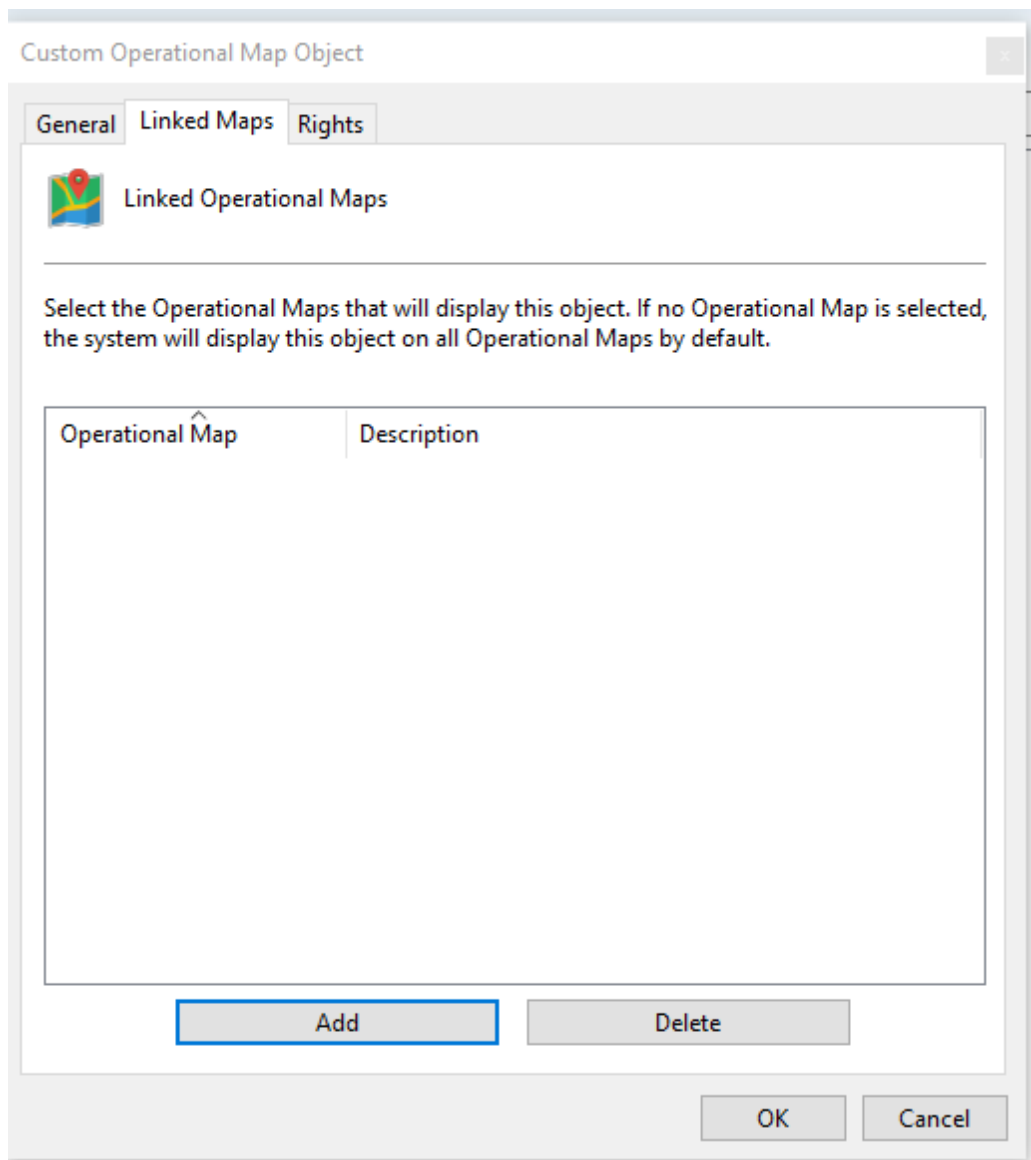 Custom Operational Map Object
x
General Linked Maps Rights
Linked Operational Maps
Select the Operational Maps that will display this object. If no Operational Map is selected,
the system will display this object on all Operational Maps by default.
Operational Map Description
Add Delete
OK Cancel